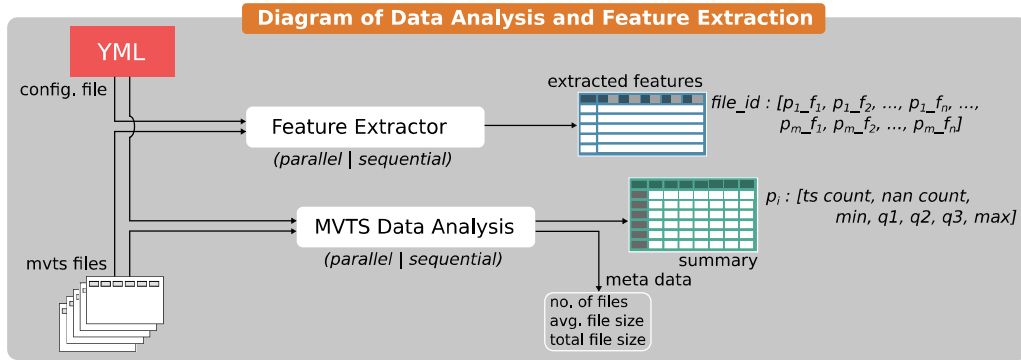 Diagram of Data Analysis and Feature Extraction
YML
config. file
extracted features
file_id : [p1_f1, p1_f2, ..., p1_fn, ...,
pm_f1, pm_f2, ..., pm_fn]
Feature Extractor
(parallel | sequential)
pi : [ts count, nan count,
min, q1, q2, q3, max]
MVTS Data Analysis
(parallel | sequential)
summary
mvts files
meta data
no. of files
avg. file size
total file size